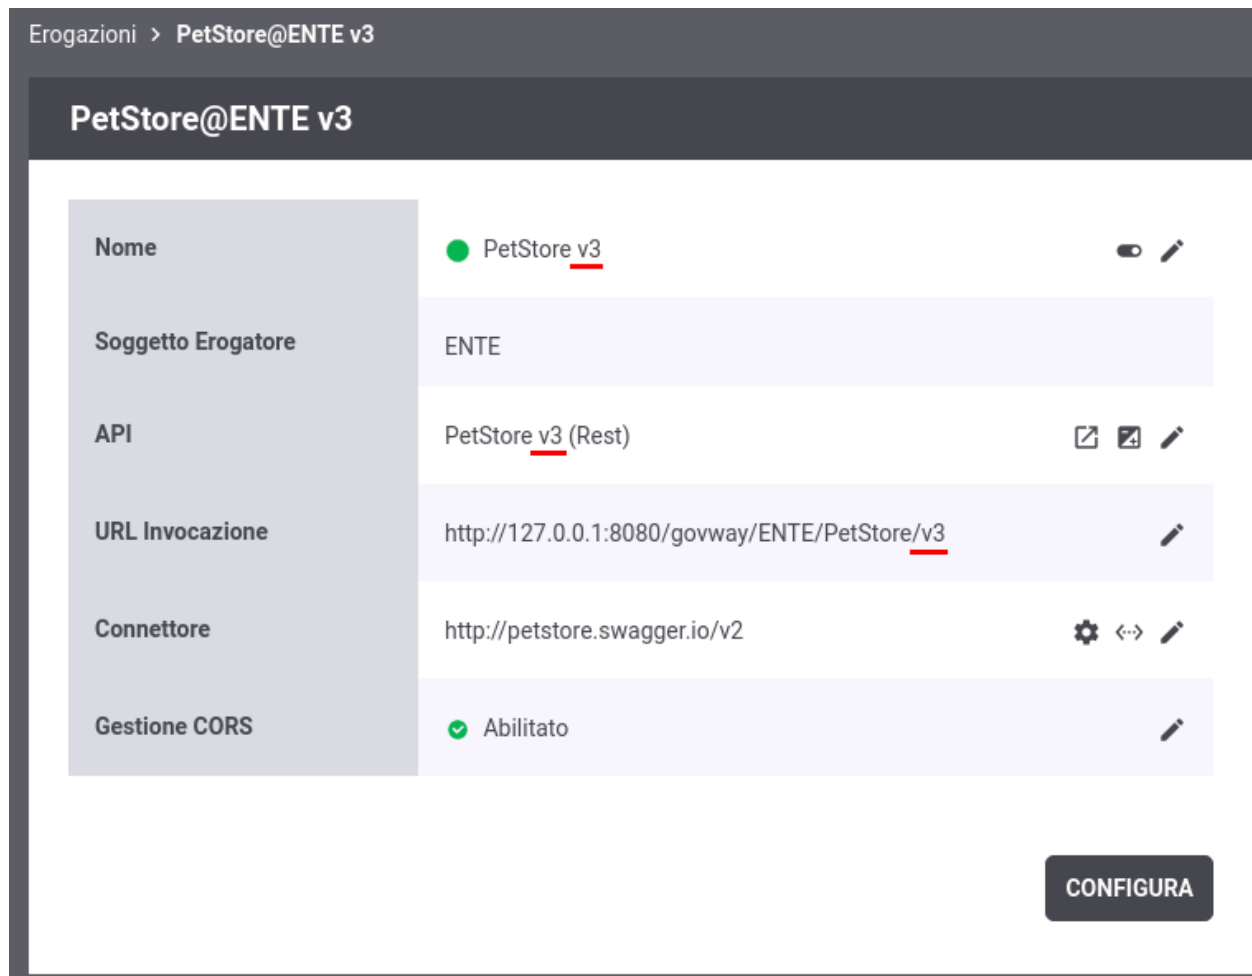 Erogazioni > PetStore@ENTE v3
PetStore@ENTE v3
Nome PetStore v3
Soggetto Erogatore ENTE
API PetStore v3 (Rest)
URL Invocazione http://127.0.0.1:8080/govway/ENTE/PetStore/v3
Connettore http://petstore.swagger.io/v2
Gestione CORS Abilitato
CONFIGURA